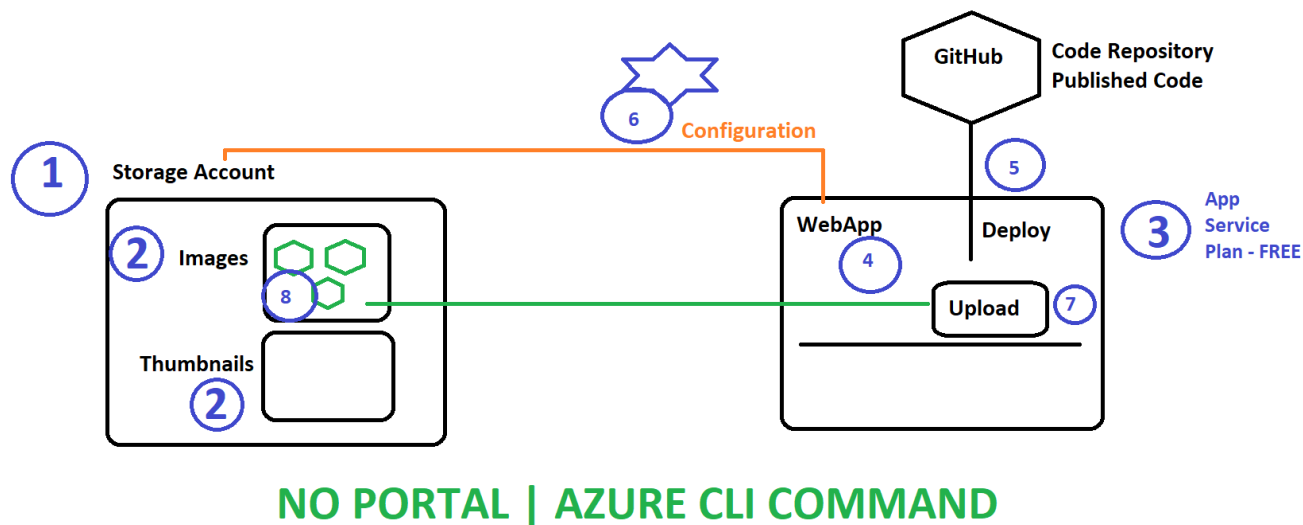 GitHub
Code Repository
Published Code
6
Configuration
1
Storage Account
5
3
App
Service
Plan - FREE
2
Images
WebApp
4
Deploy
8
Upload
7
Thumbnails
2
NO PORTAL | AZURE CLI COMMAND